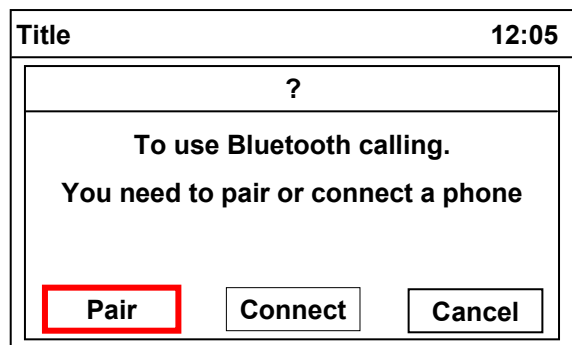 Title 12:05
?
To use Bluetooth calling.
You need to pair or connect a phone
Pair Connect Cancel